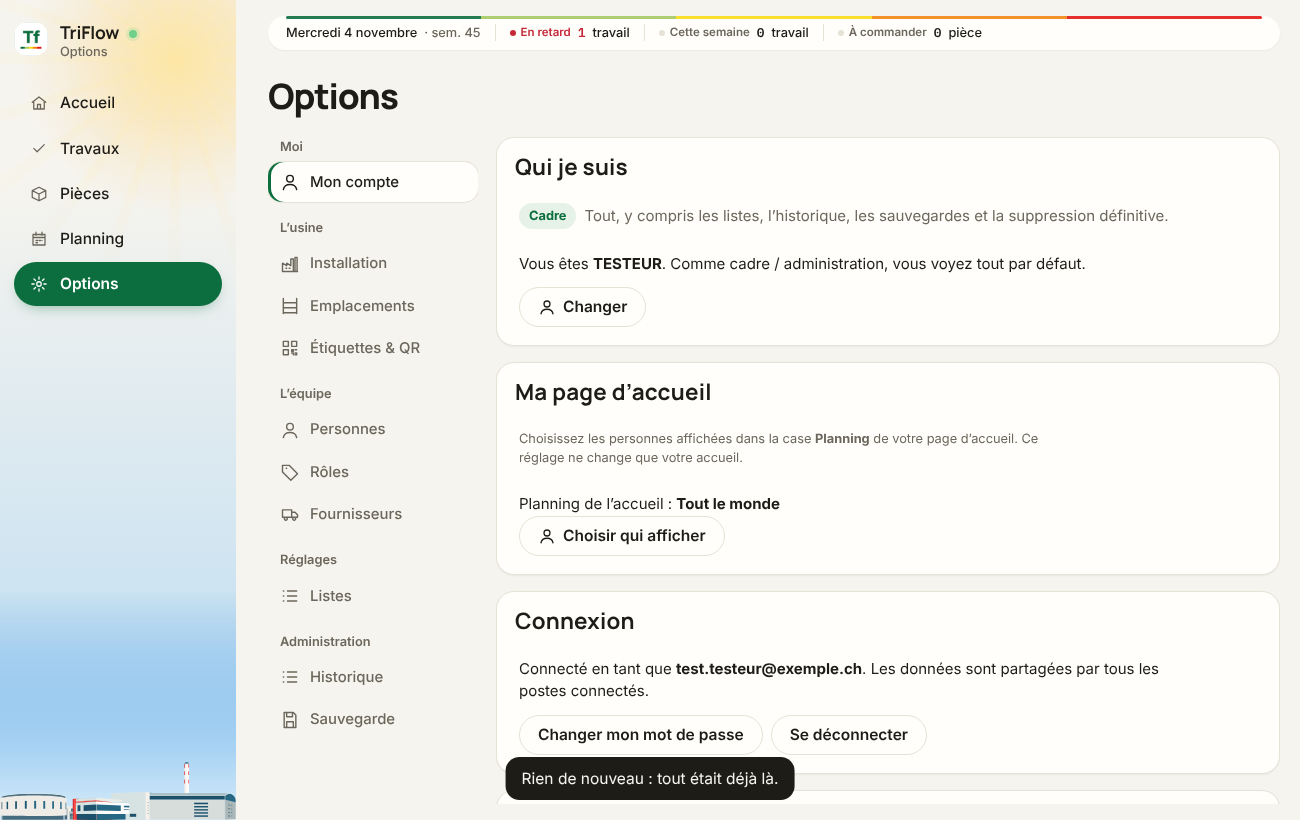 Tf
TriFlow
Options
Accueil
Travaux
Pièces
Planning
Options
Mercredi 4 novembre · sem. 45
En retard 1 travail
Cette semaine 0 travail
À commander 0 pièce
Options
Moi
Mon compte
L’usine
Installation
Emplacements
Étiquettes & QR
L’équipe
Personnes
Rôles
Fournisseurs
Réglages
Listes
Administration
Historique
Sauvegarde
Qui je suis
Cadre Tout, y compris les listes, l’historique, les sauvegardes et la suppression définitive.
Vous êtes TESTEUR. Comme cadre / administration, vous voyez tout par défaut.
Changer
Ma page d’accueil
Choisissez les personnes affichées dans la case Planning de votre page d’accueil. Ce
réglage ne change que votre accueil.
Planning de l’accueil : Tout le monde
Choisir qui afficher
Connexion
Connecté en tant que test.testeur@exemple.ch. Les données sont partagées par tous les
postes connectés.
Changer mon mot de passe
Se déconnecter
Rien de nouveau : tout était déjà là.